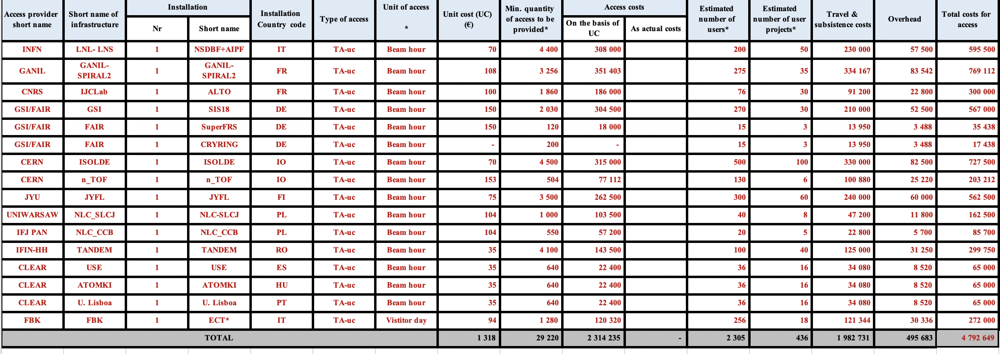 Access provider short name | Short name of infrastructure | Installation | Installation Country code | Type of access | Unit of access * | Unit cost (UC) (€) | Min. quantity of access to be provided* | Access costs | Estimated number of users* | Estimated number of user projects* | Travel & subsistence costs | Overhead | Total costs for access
Nr | Short name | On the basis of UC | As actual costs
INFN | LNL- LNS | 1 | NSDBF+AIPF | IT | TA-uc | Beam hour | 70 | 4 400 | 308 000 | 200 | 50 | 230 000 | 57 500 | 595 500
GANIL | GANIL-SPIRAL2 | 1 | GANIL-SPIRAL2 | FR | TA-uc | Beam hour | 108 | 3 256 | 351 403 | 275 | 35 | 334 167 | 83 542 | 769 112
CNRS | IJCLab | 1 | ALTO | FR | TA-uc | Beam hour | 100 | 1 860 | 186 000 | 76 | 30 | 91 200 | 22 800 | 300 000
GSI/FAIR | GSI | 1 | SIS18 | DE | TA-uc | Beam hour | 150 | 2 030 | 304 500 | 270 | 30 | 210 000 | 52 500 | 567 000
GSI/FAIR | FAIR | 1 | SuperFRS | DE | TA-uc | Beam hour | 150 | 120 | 18 000 | 15 | 3 | 13 950 | 3 488 | 35 438
GSI/FAIR | FAIR | 1 | CRYRING | DE | TA-uc | Beam hour | - | 200 | - | 15 | 3 | 13 950 | 3 488 | 17 438
CERN | ISOLDE | 1 | ISOLDE | IO | TA-uc | Beam hour | 70 | 4 500 | 315 000 | 500 | 100 | 330 000 | 82 500 | 727 500
CERN | n_TOF | 1 | n_TOF | IO | TA-uc | Beam hour | 153 | 504 | 77 112 | 130 | 6 | 100 880 | 25 220 | 203 212
JYU | JYFL | 1 | JYFL | FI | TA-uc | Beam hour | 75 | 3 500 | 262 500 | 300 | 60 | 240 000 | 60 000 | 562 500
UNIWARSAW | NLC_SLCJ | 1 | NLC-SLCJ | PL | TA-uc | Beam hour | 104 | 1 000 | 103 500 | 40 | 8 | 47 200 | 11 800 | 162 500
IFJ PAN | NLC_CCB | 1 | NLC_CCB | PL | TA-uc | Beam hour | 104 | 550 | 57 200 | 20 | 5 | 22 800 | 5 700 | 85 700
IFIN-HH | TANDEM | 1 | TANDEM | RO | TA-uc | Beam hour | 35 | 4 100 | 143 500 | 100 | 40 | 125 000 | 31 250 | 299 750
CLEAR | USE | 1 | USE | ES | TA-uc | Beam hour | 35 | 640 | 22 400 | 36 | 16 | 34 080 | 8 520 | 65 000
CLEAR | ATOMKI | 1 | ATOMKI | HU | TA-uc | Beam hour | 35 | 640 | 22 400 | 36 | 16 | 34 080 | 8 520 | 65 000
CLEAR | U. Lisboa | 1 | U. Lisboa | PT | TA-uc | Beam hour | 35 | 640 | 22 400 | 36 | 16 | 34 080 | 8 520 | 65 000
FBK | FBK | 1 | ECT* | IT | TA-uc | Vistitor day | 94 | 1 280 | 120 320 | 256 | 18 | 121 344 | 30 336 | 272 000
TOTAL | 1 318 | 29 220 | 2 314 235 | - | 2 305 | 436 | 1 982 731 | 495 683 | 4 792 649